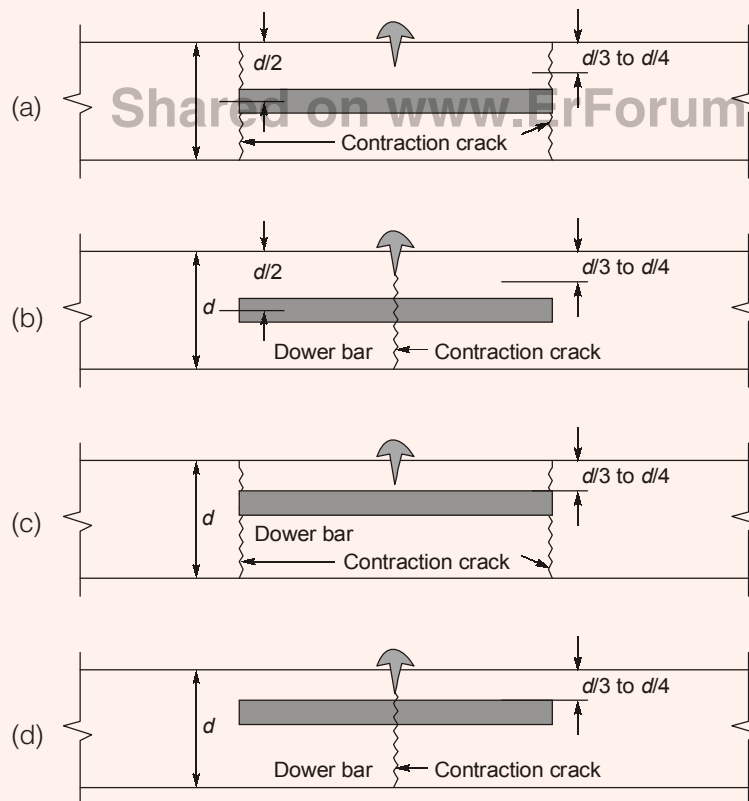 d/2
d/3 to d/4
(a)
Shared on www.ErForum
Contraction crack
d/2
d/3 to d/4
(b)
d
Dower bar
Contraction crack
d/3 to d/4
(c)
d
Dower bar
Contraction crack
d/3 to d/4
(d)
d
Dower bar
Contraction crack